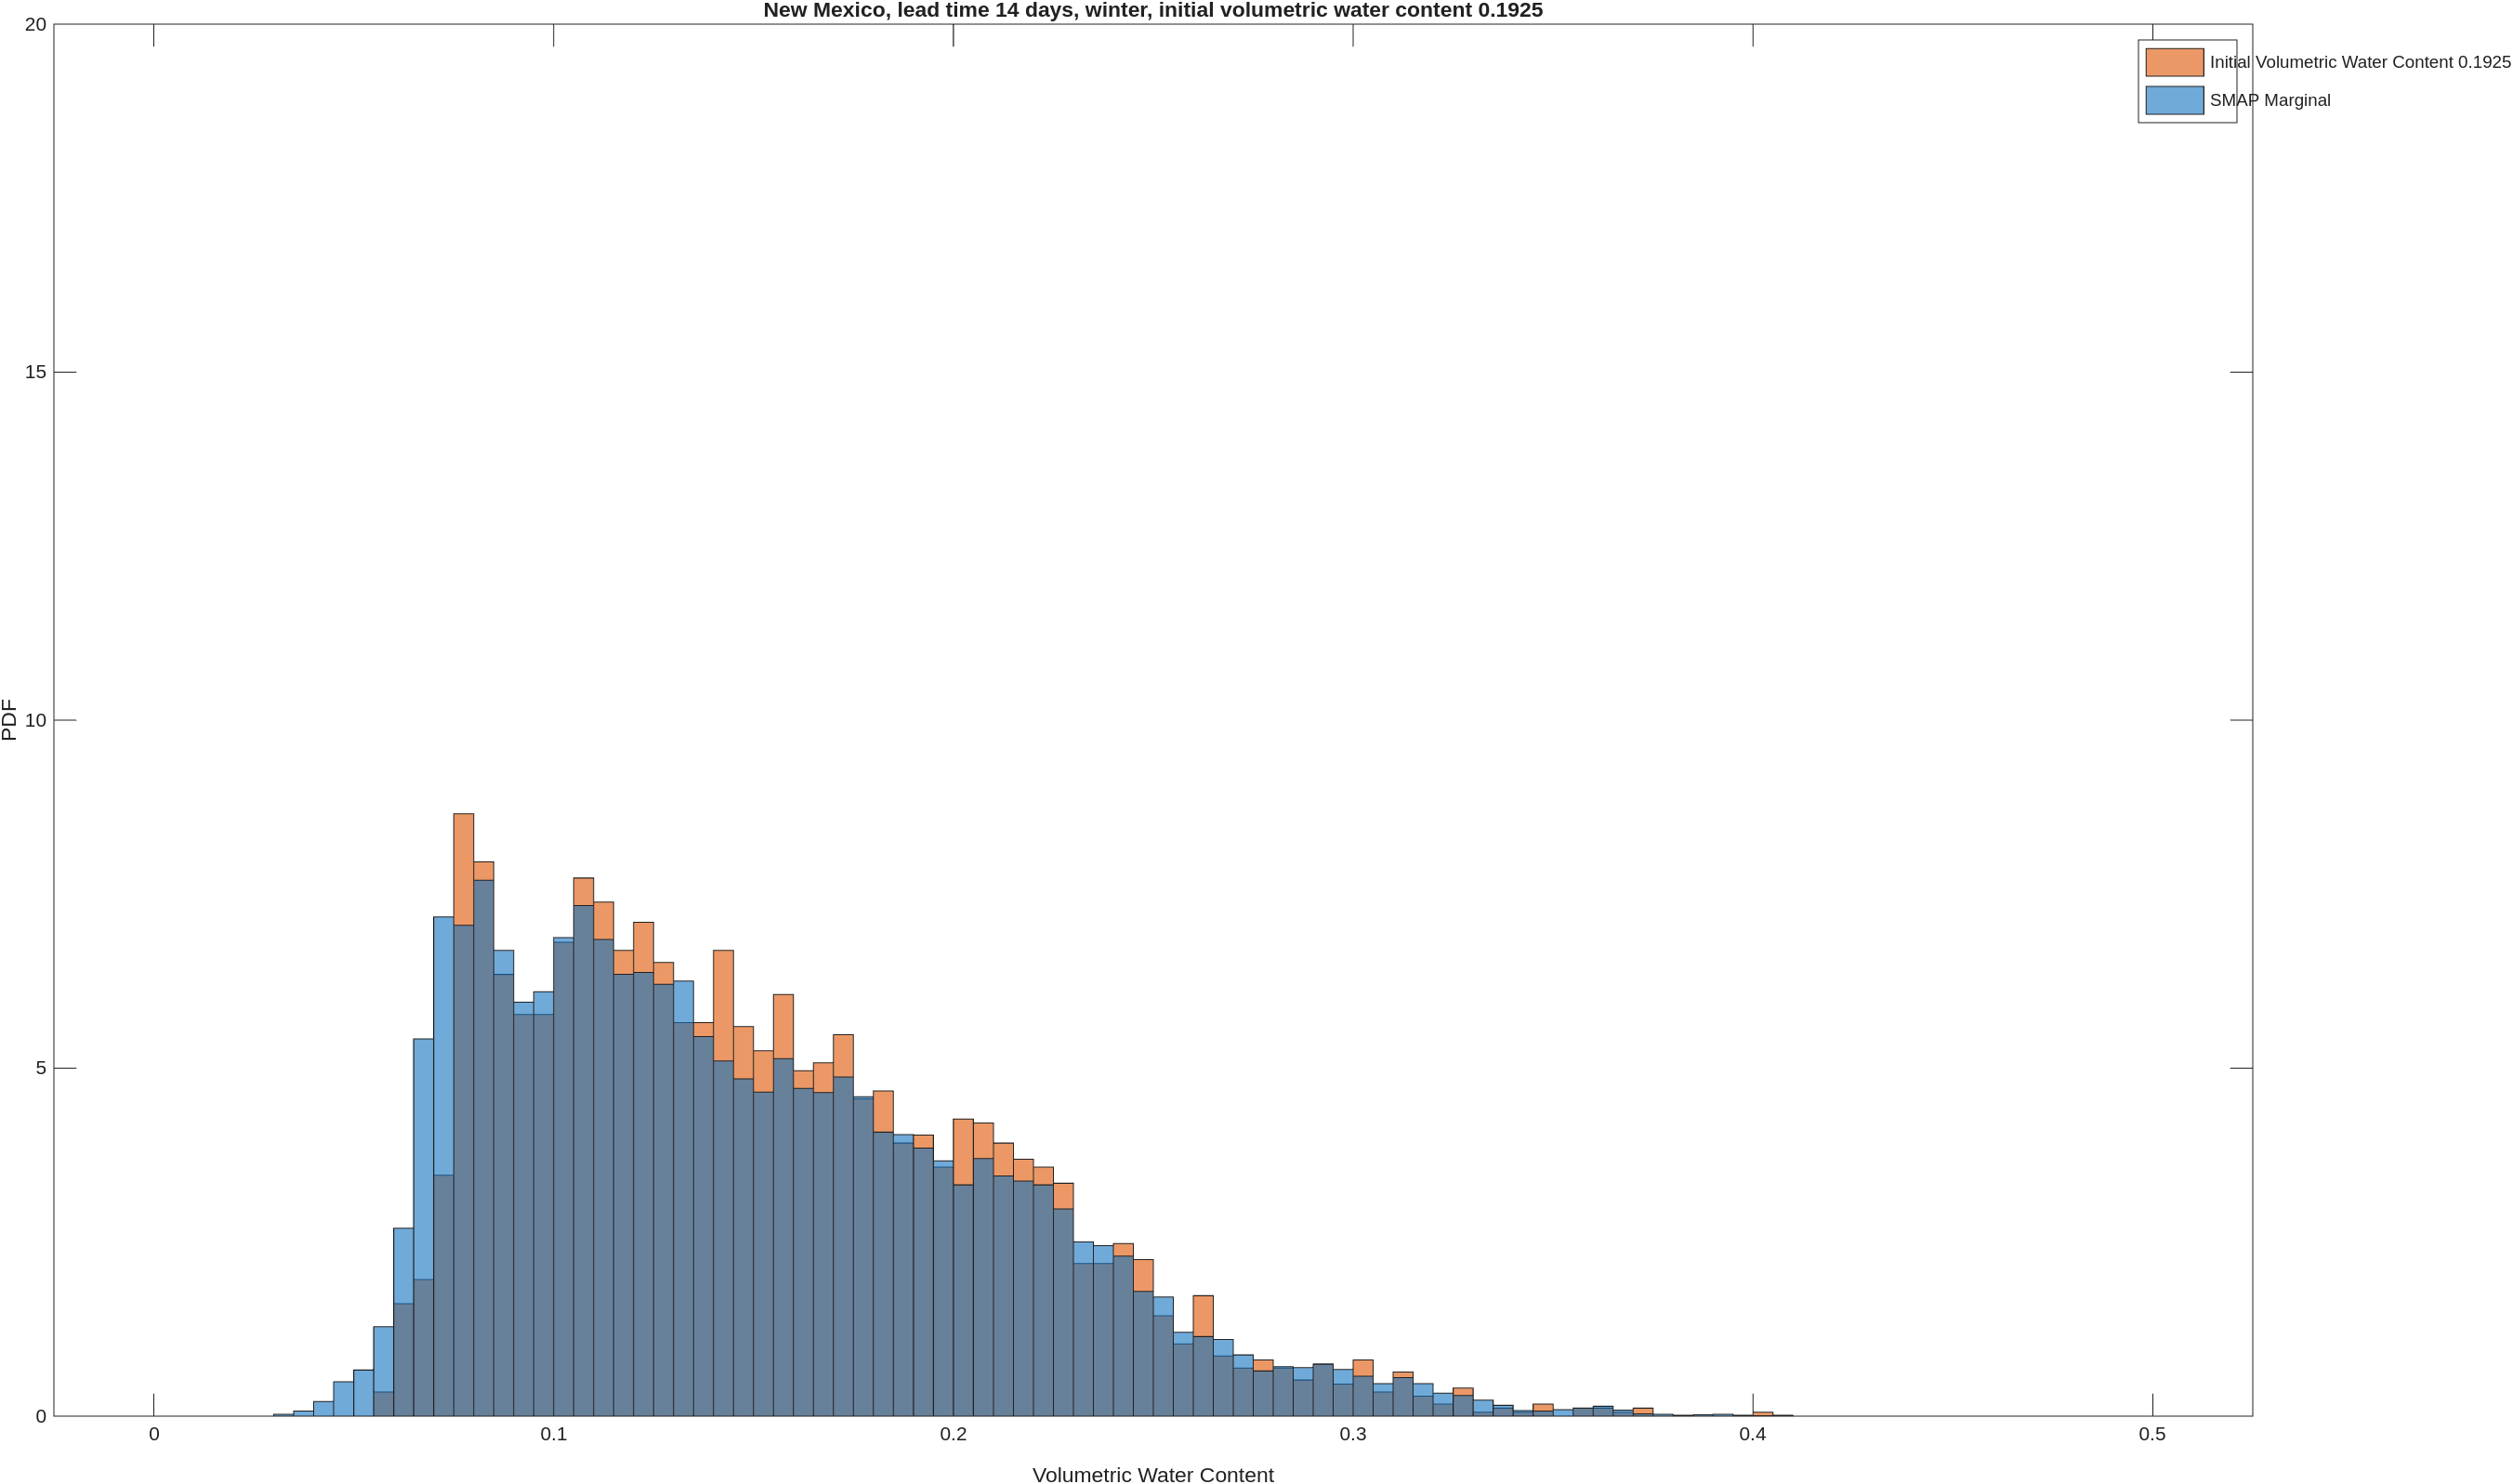 New Mexico, lead time 14 days, winter, initial volumetric water content 0.1925
20
15
10
5
0
PDF
Initial Volumetric Water Content 0.1925
SMAP Marginal
0 0.1 0.2 0.3 0.4 0.5
Volumetric Water Content